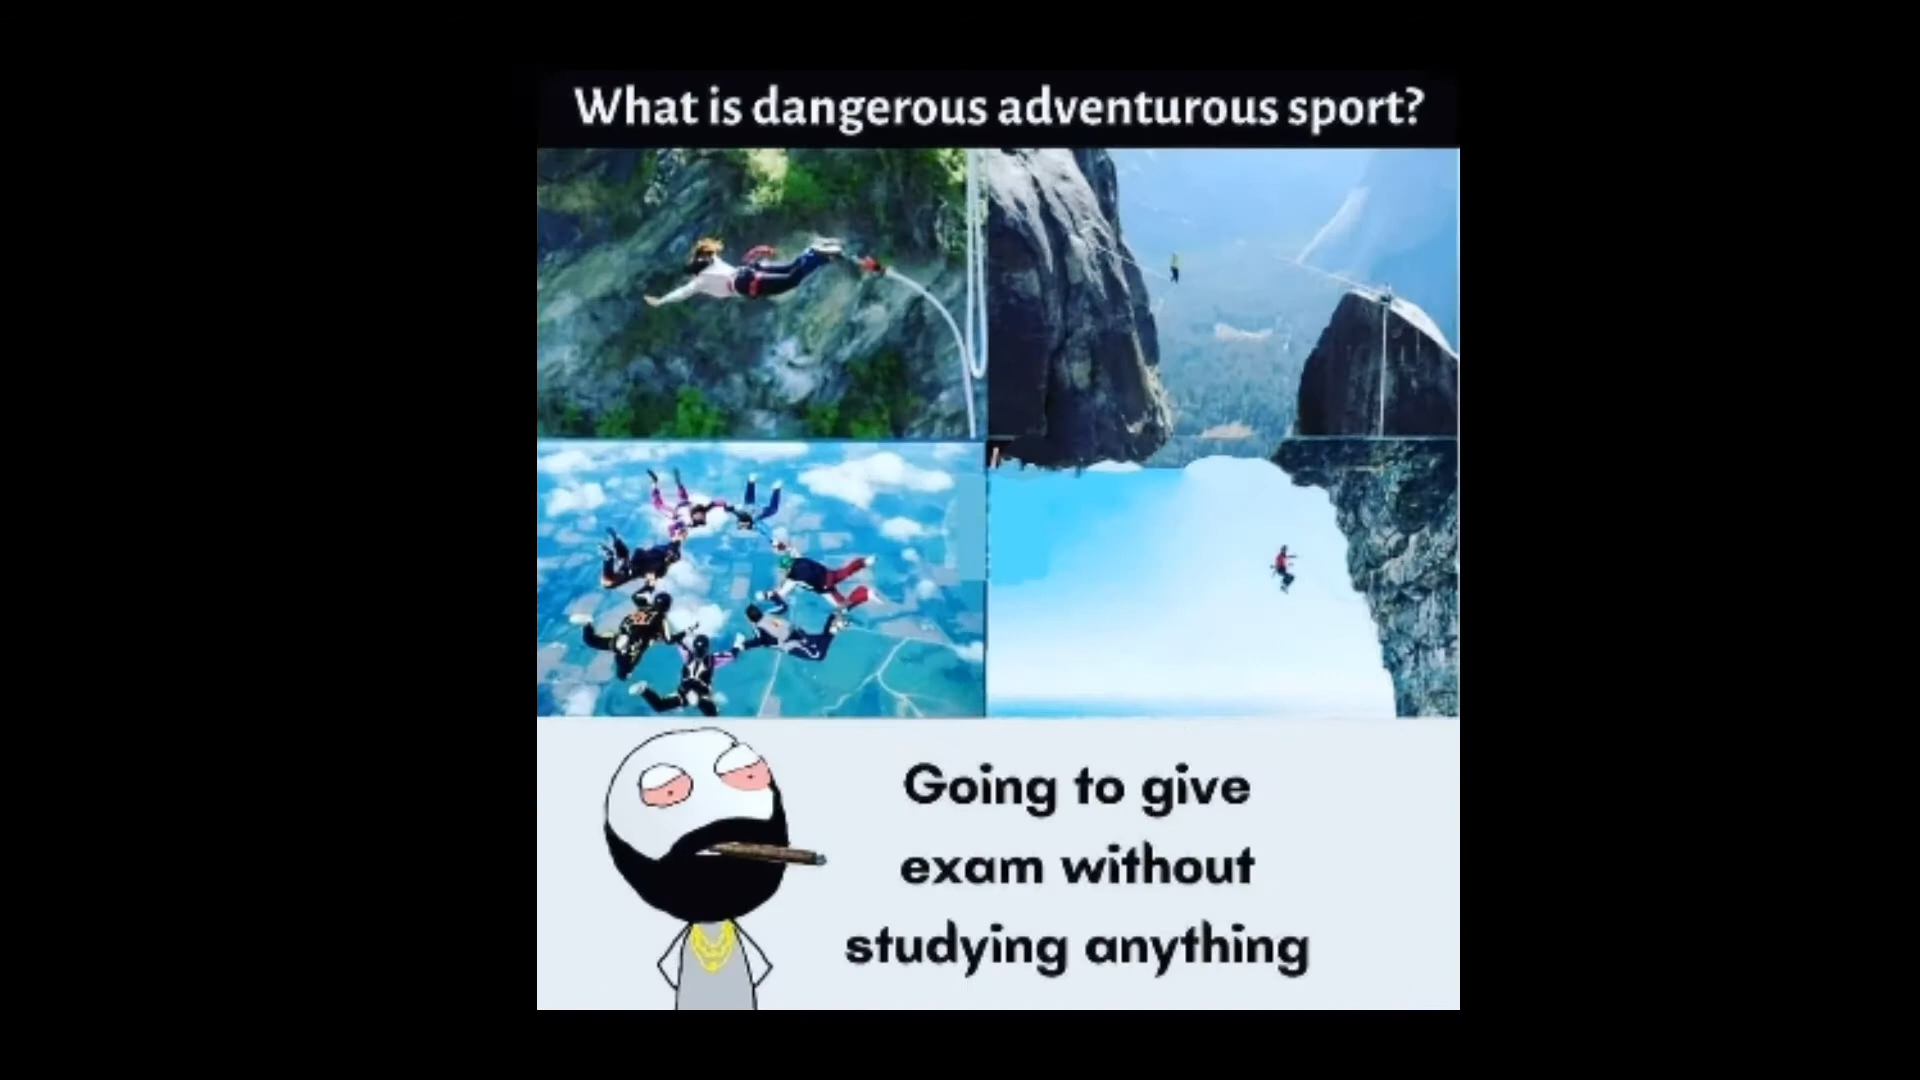 What is dangerous adventurous sport?
Going to give
exam without
studying anything